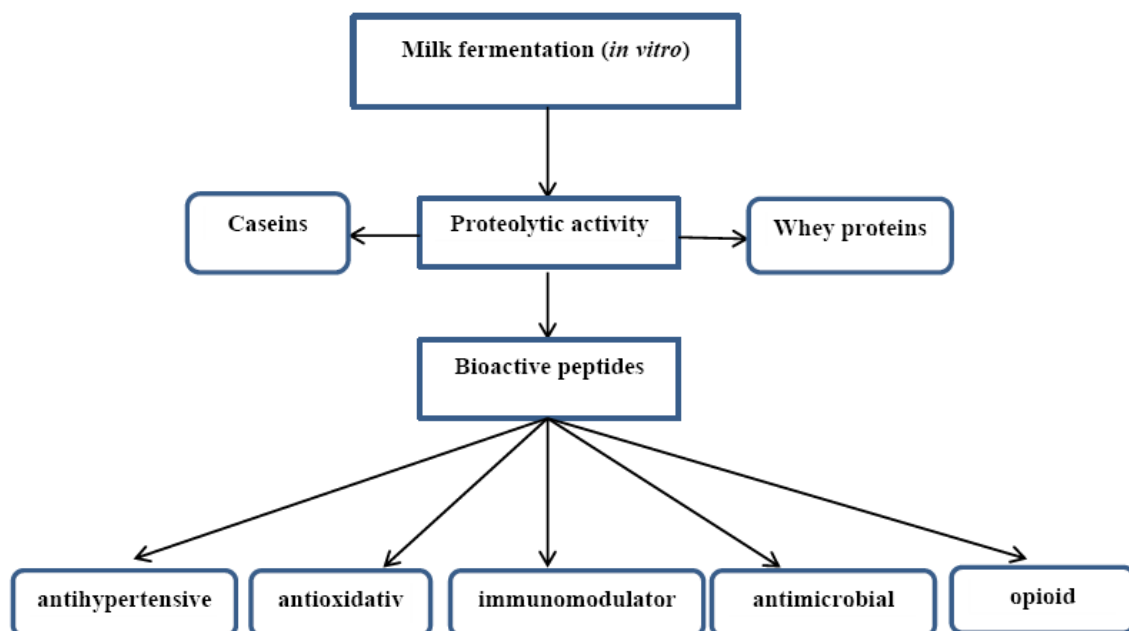 Milk fermentation (in vitro)
Caseins
Proteolytic activity
Whey proteins
Bioactive peptides
antihypertensive
antioxidativ
immunomodulator
antimicrobial
opioid